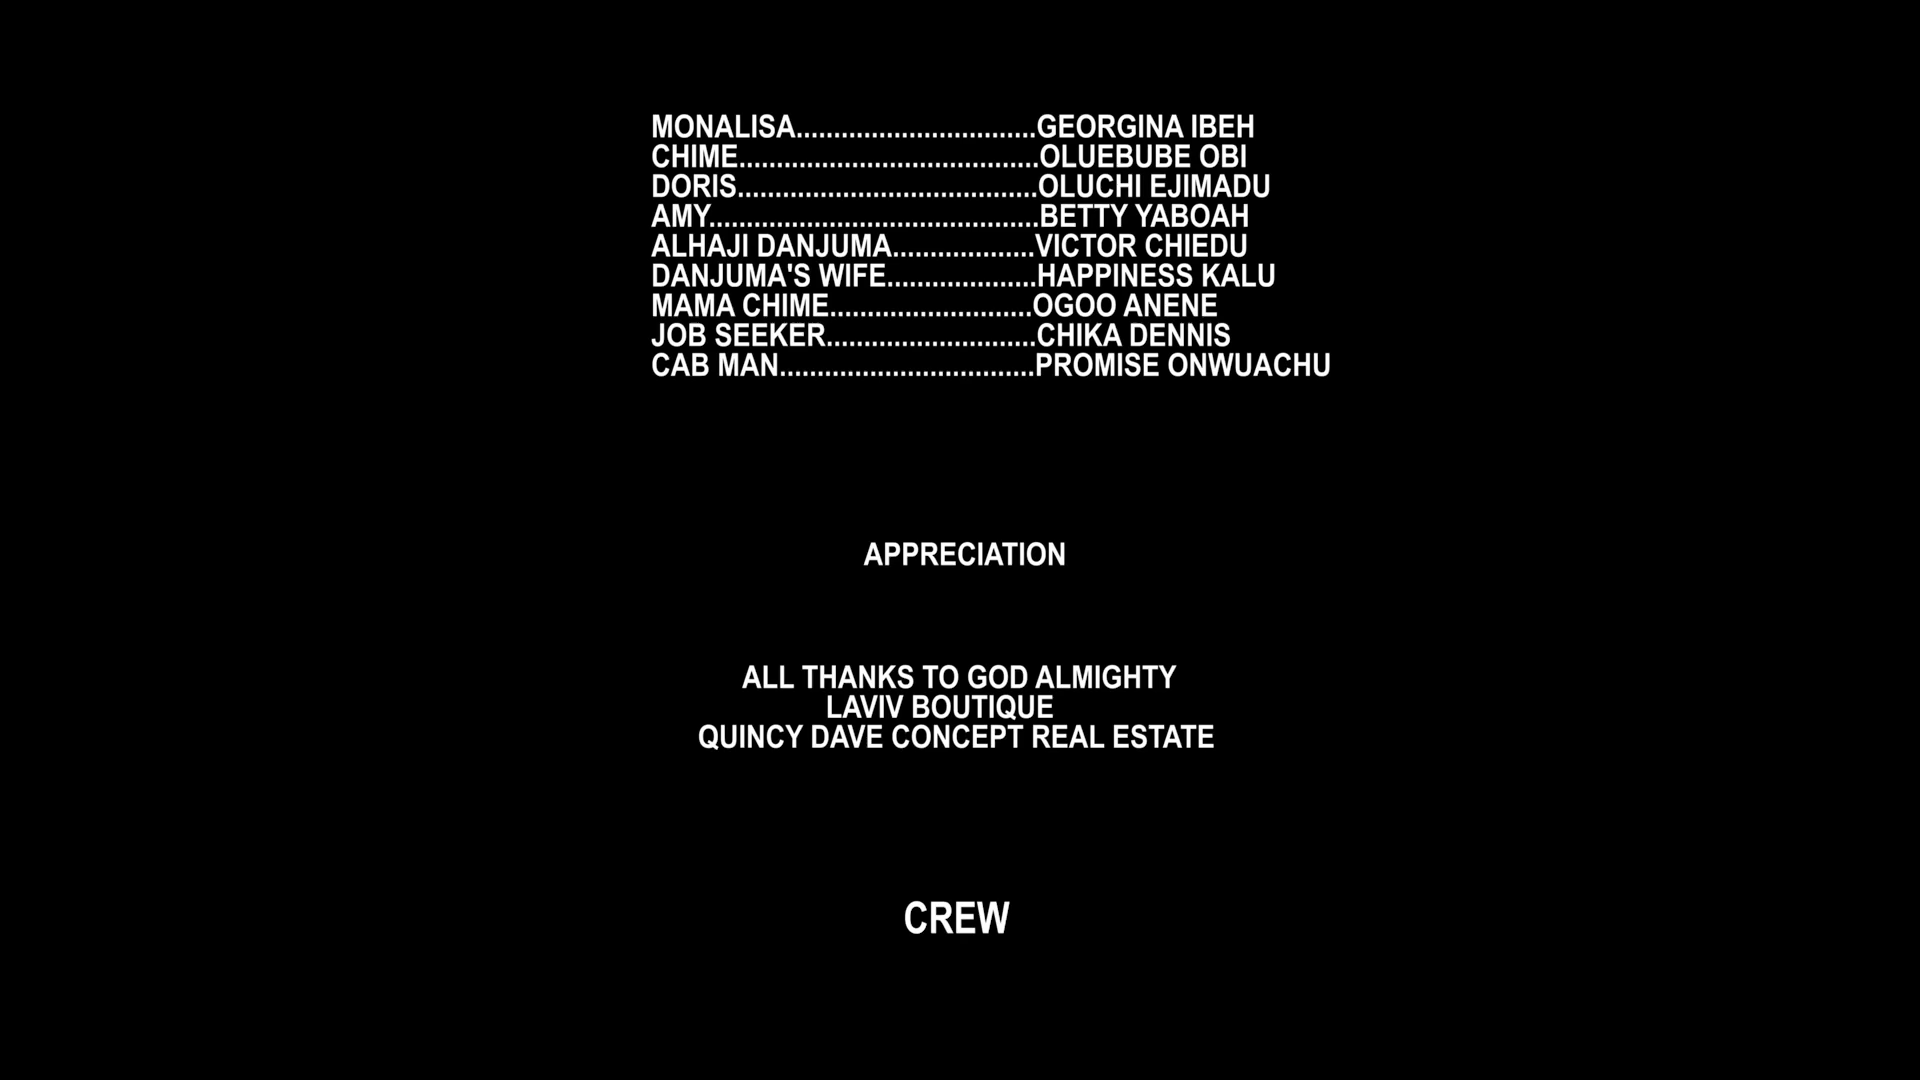 MONALISA................................GEORGINA IBEH
CHIME........................................OLUEBUBE OBI
DORIS........................................OLUCHI EJIMADU
AMY............................................BETTY YABOAH
ALHAJI DANJUMA...................VICTOR CHIEDU
DANJUMA'S WIFE....................HAPPINESS KALU
MAMA CHIME...........................OGOO ANENE
JOB SEEKER............................CHIKA DENNIS
CAB MAN..................................PROMISE ONWUACHU
APPRECIATION
ALL THANKS TO GOD ALMIGHTY
LAVIV BOUTIQUE
QUINCY DAVE CONCEPT REAL ESTATE
CREW